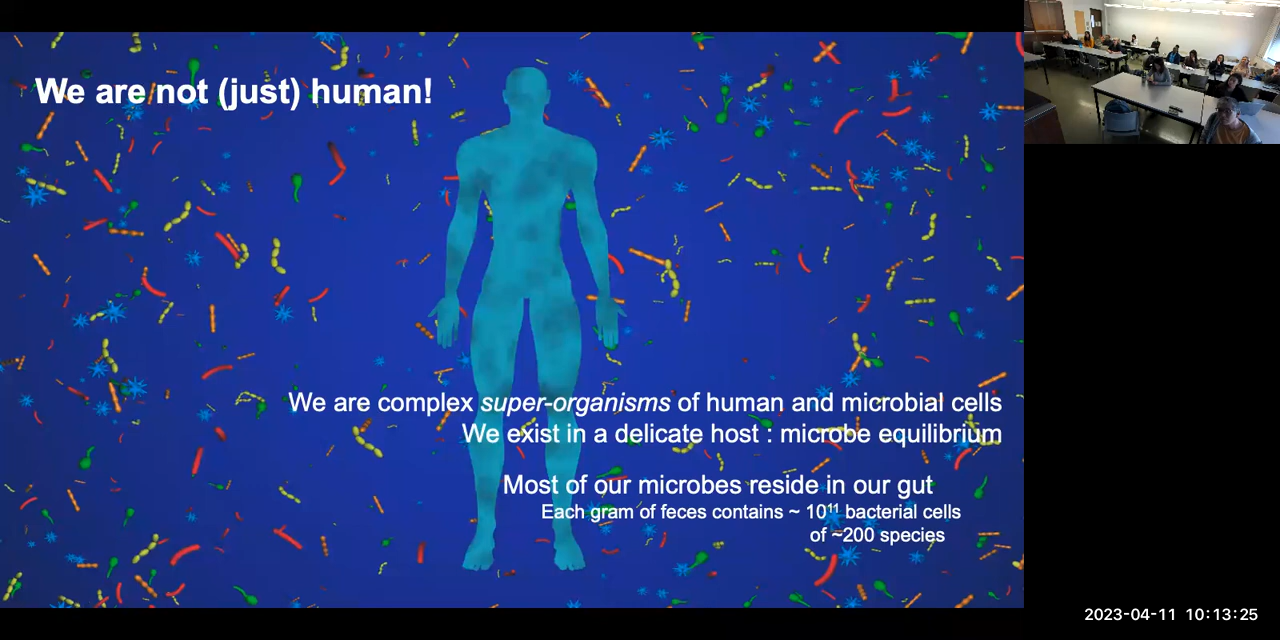 We are not (just) human!
We are complex super-organisms of human and microbial cells
We exist in a delicate host : microbe equilibrium
Most of our microbes reside in our gut
Each gram of feces contains ~ 10¹¹ bacterial cells
of ~200 species
2023-04-11 10:13:25